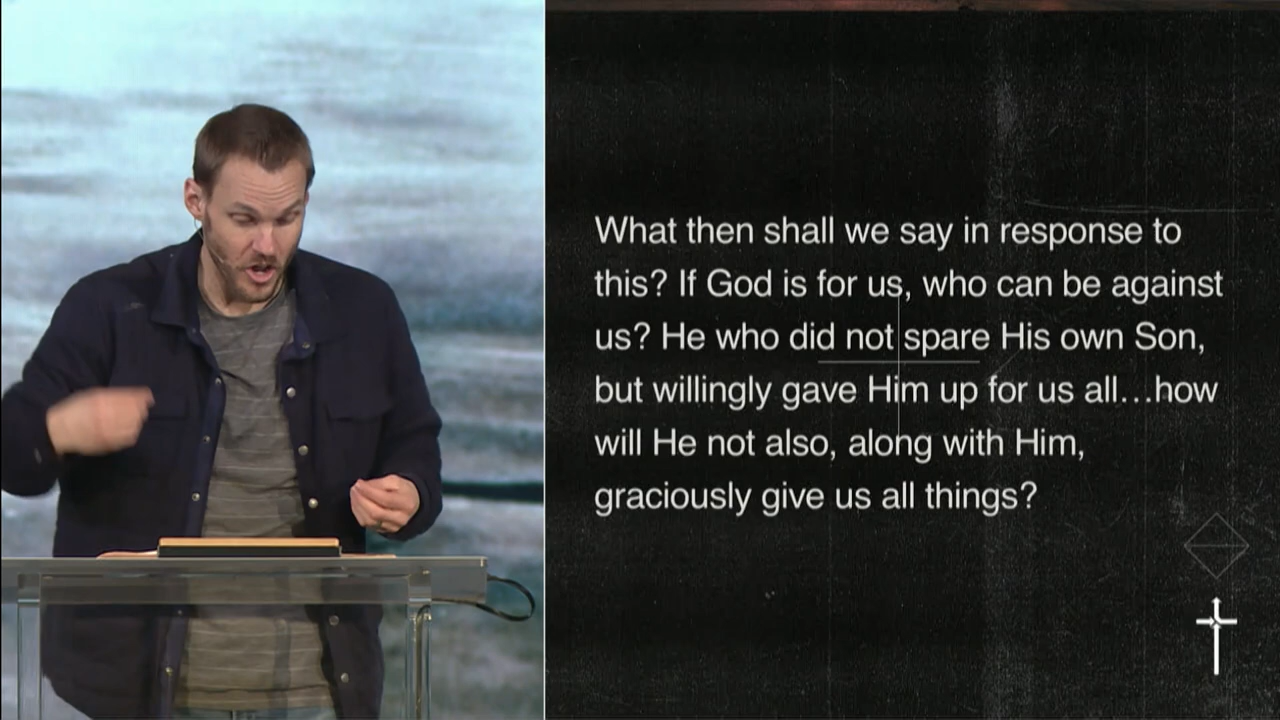 What then shall we say in response to
this? If God is for us, who can be against
us? He who did not spare His own Son,
but willingly gave Him up for us all…how
will He not also, along with Him,
graciously give us all things?